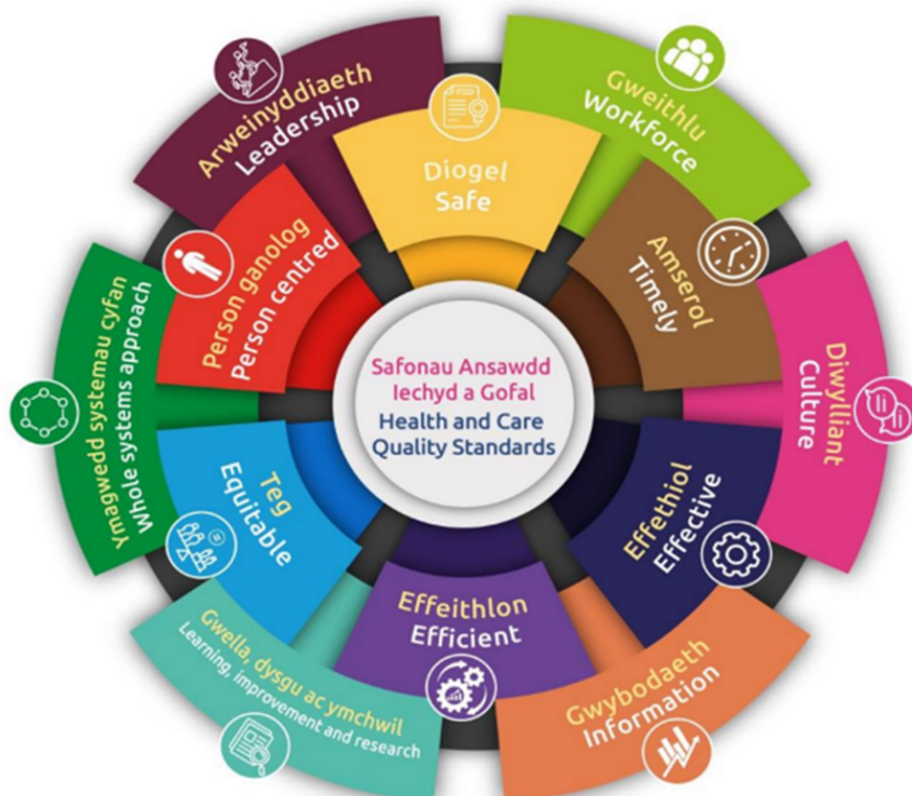 Arweinyddiaeth
Leadership
Gweithlu
Workforce
Diogel
Safe
Person ganolog
Person centred
Amserol
Timely
Ymagwedd systemau cyfan
Whole systems approach
Diwylliant
Culture
Safonau Ansawdd
Iechyd a Gofal
Health and Care
Quality Standards
Teg
Equitable
Effethiol
Effective
Effeithlon
Efficient
Gwella, dysgu ac ymchwil
Learning, improvement and research
Gwybodaeth
Information